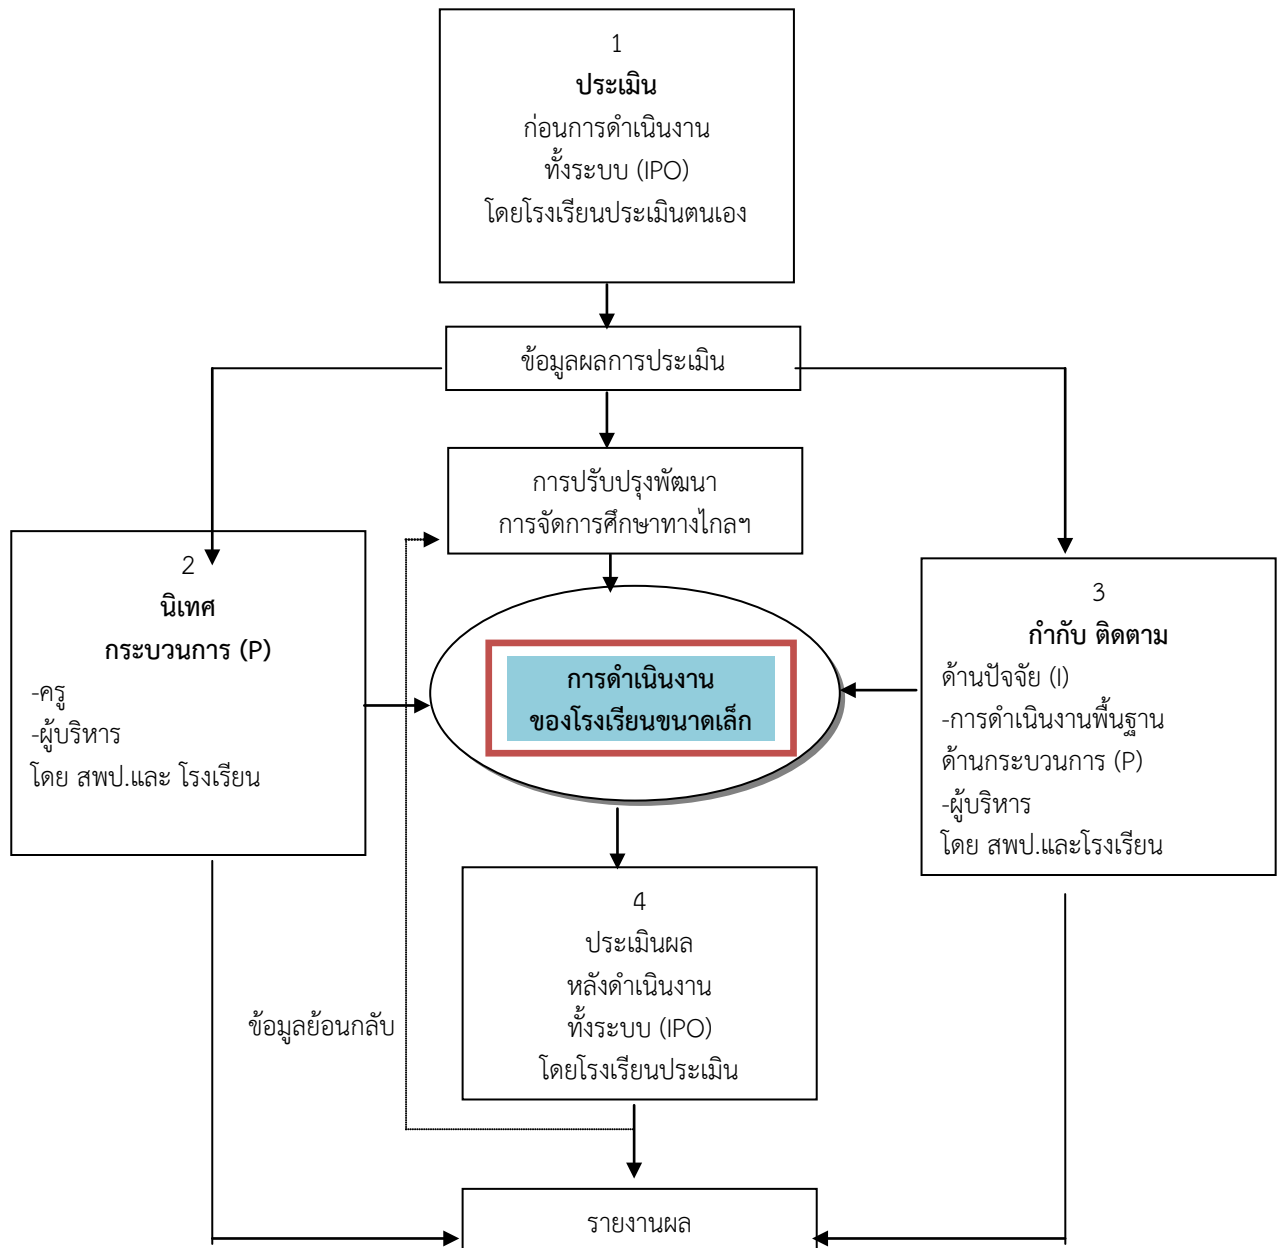 1
ประเมิน
ก่อนการดำเนินงาน
ทั้งระบบ (IPO)
โดยโรงเรียนประเมินตนเอง
ข้อมูลผลการประเมิน
การปรับปรุงพัฒนา
การจัดการศึกษาทางไกลฯ
2
นิเทศ
กระบวนการ (P)
-ครู
-ผู้บริหาร
โดย สพป.และ โรงเรียน
การดำเนินงาน
ของโรงเรียนขนาดเล็ก
3
กำกับ ติดตาม
ด้านปัจจัย (I)
-การดำเนินงานพื้นฐาน
ด้านกระบวนการ (P)
-ผู้บริหาร
โดย สพป.และโรงเรียน
4
ประเมินผล
หลังดำเนินงาน
ทั้งระบบ (IPO)
โดยโรงเรียนประเมิน
ข้อมูลย้อนกลับ
รายงานผล